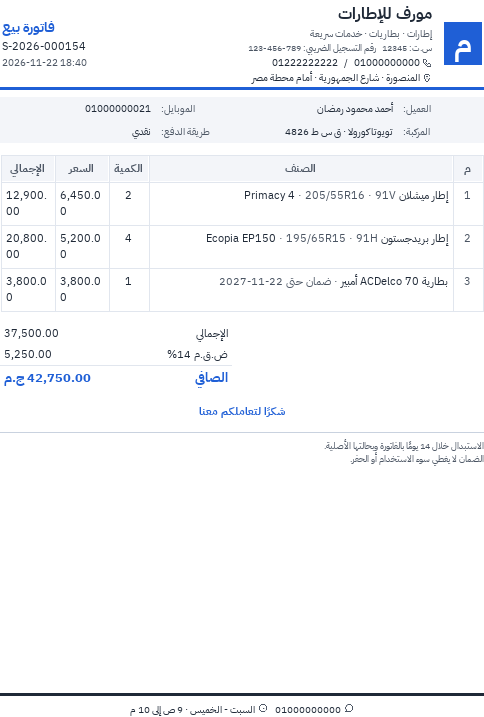 م
مورف للإطارات
إطارات · بطاريات · خدمات سريعة
س.ت: 12345 رقم التسجيل الضريبي: 789-456-123
01222222222 / 01000000000
المنصورة · شارع الجمهورية · أمام محطة مصر
فاتورة بيع
S-2026-000154
2026-11-22 18:40
العميل: أحمد محمود رمضان الموبايل: 01000000021
المركبة: تويوتا كورولا · ق س ط 4826 طريقة الدفع: نقدي
م الصنف الكمية السعر الإجمالي
1 إطار ميشلان Primacy 4 · 205/55R16 · 91V 2 6,450.00 12,900.00
2 إطار بريدجستون Ecopia EP150 · 195/65R15 · 91H 4 5,200.00 20,800.00
3 بطارية ACDelco 70 أمبير · ضمان حتى 2027-11-22 1 3,800.00 3,800.00
الإجمالي 37,500.00
ض.ق.م 14% 5,250.00
الصافي 42,750.00 ج.م
شكرًا لتعاملكم معنا
الاستبدال خلال 14 يومًا بالفاتورة وبحالتها الأصلية.
الضمان لا يغطي سوء الاستخدام أو الحفر.
01000000000 السبت - الخميس · 9 ص إلى 10 م